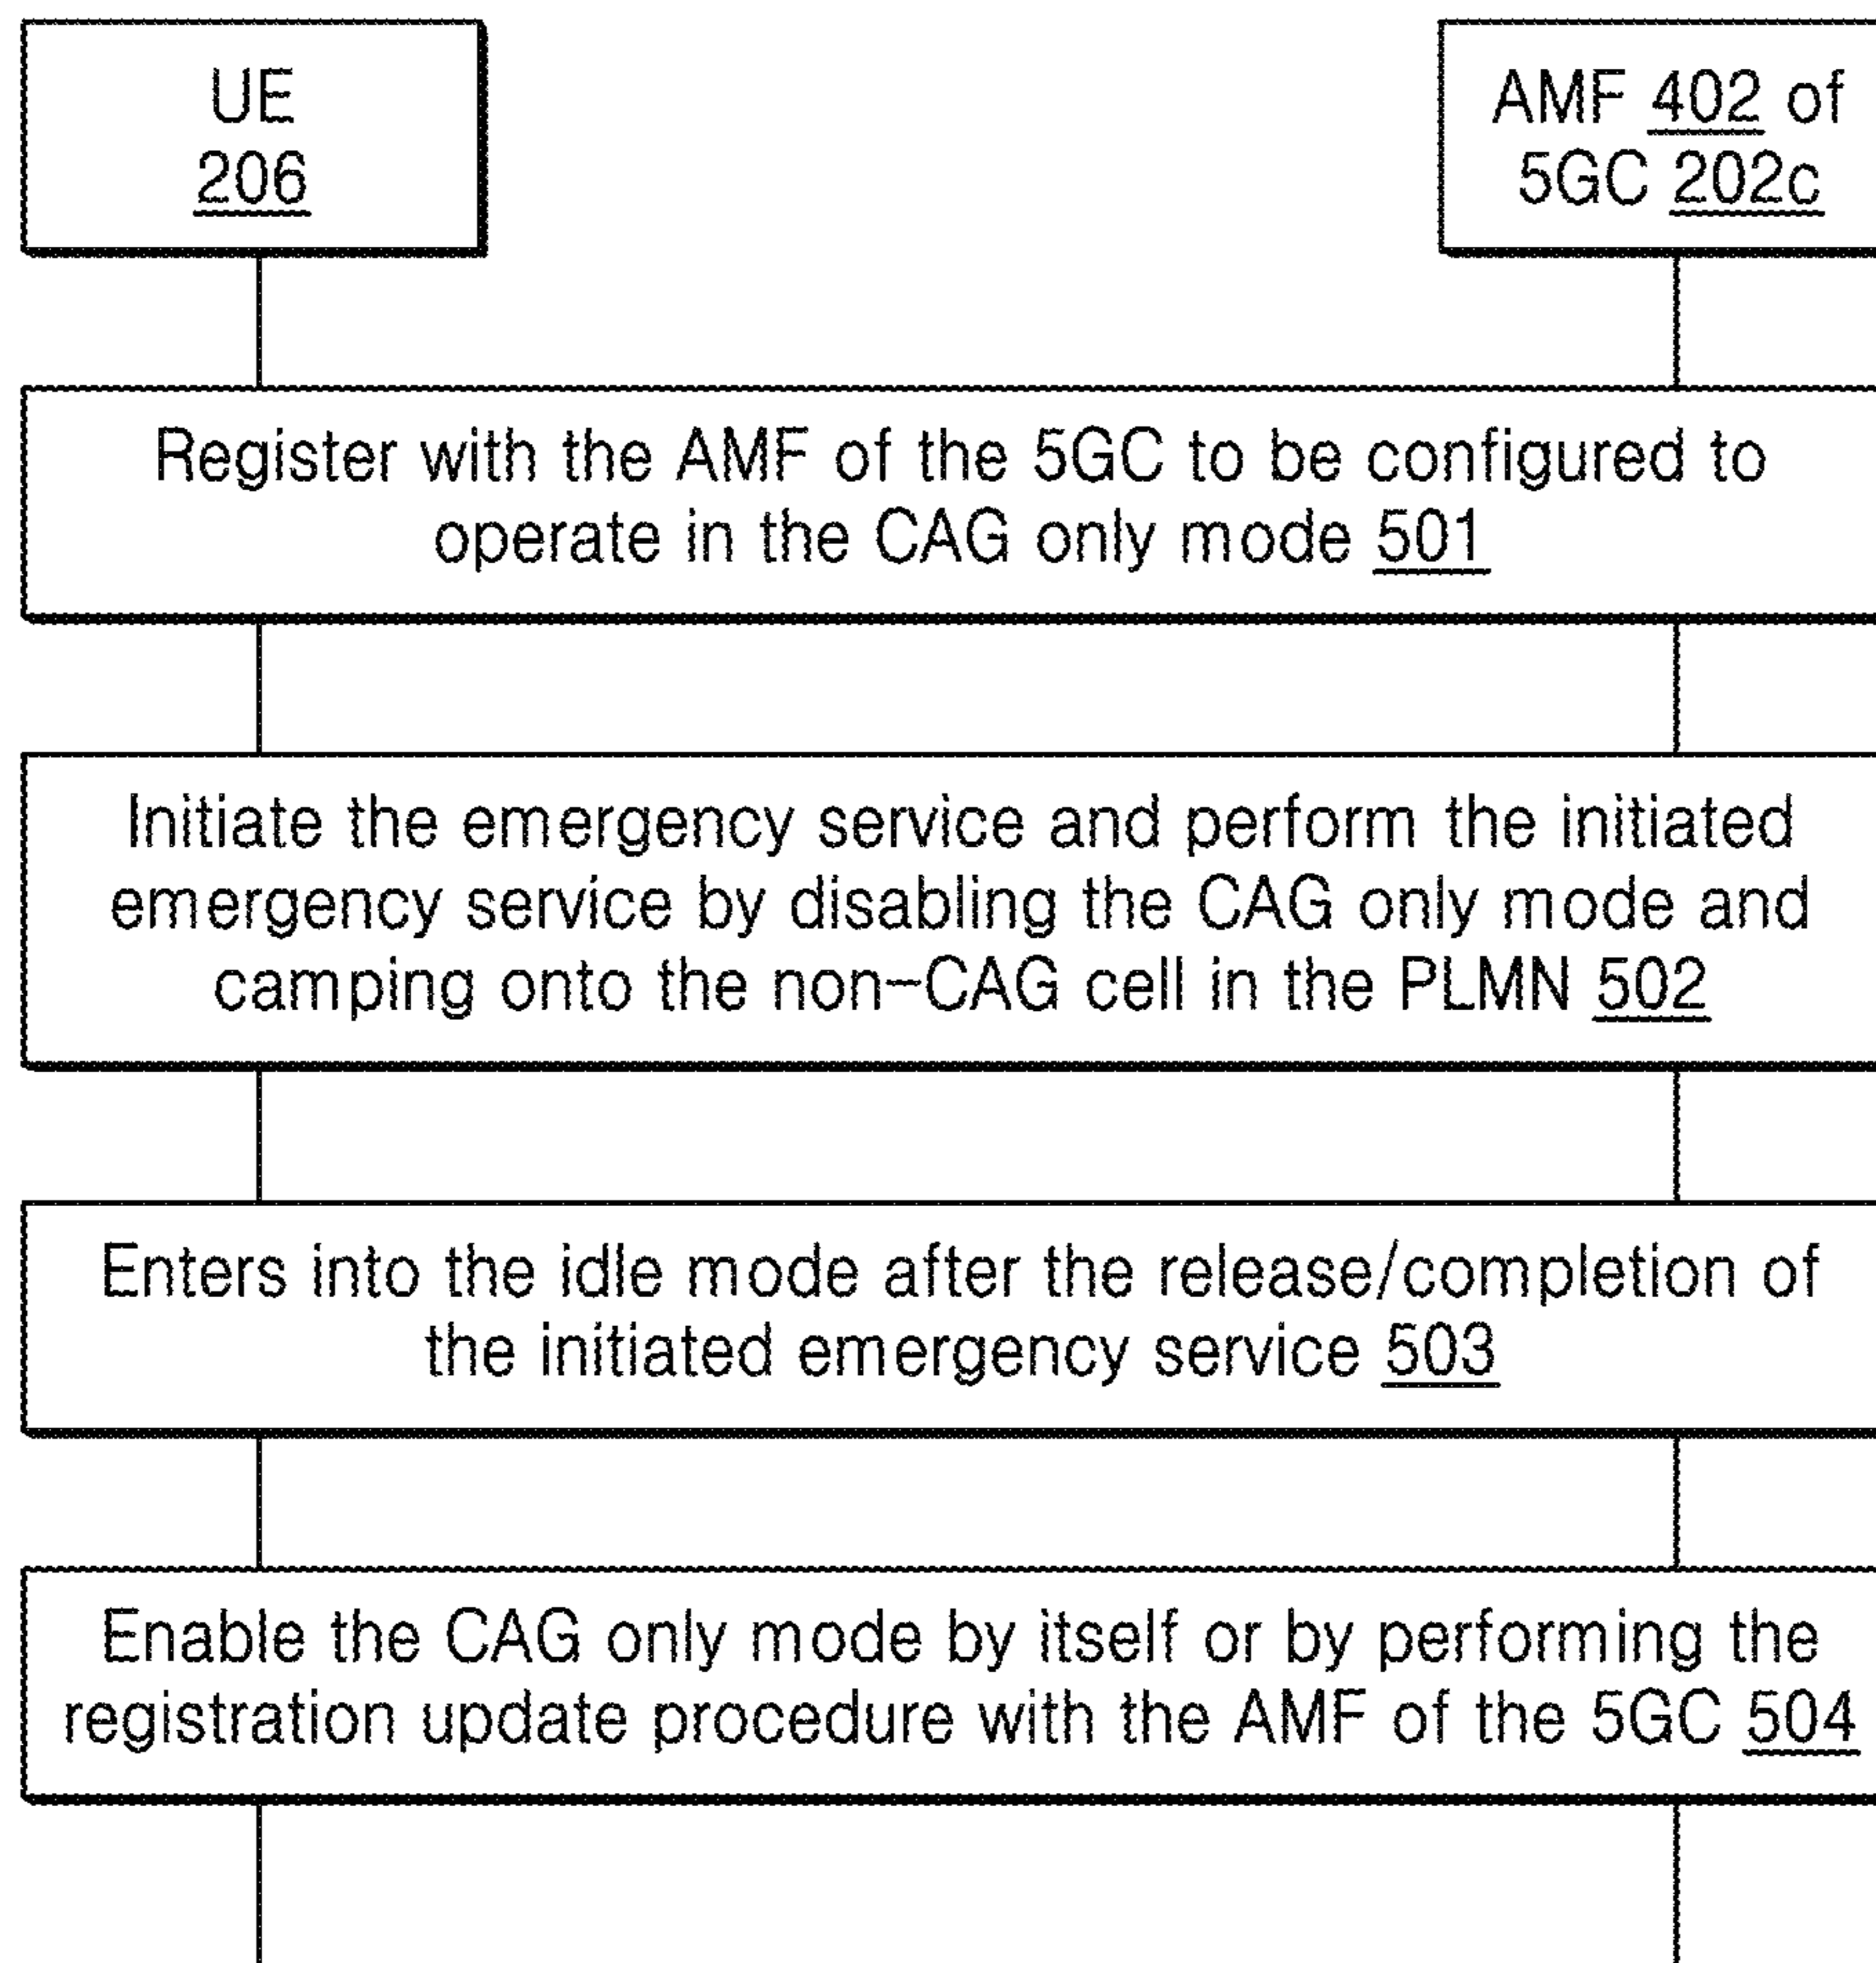 UE
206
AMF 402 of
5GC 202c
Register with the AMF of the 5GC to be configured to
operate in the CAG only mode 501
Initiate the emergency service and perform the initiated
emergency service by disabling the CAG only mode and
camping onto the non-CAG cell in the PLMN 502
Enters into the idle mode after the release/completion of
the initiated emergency service 503
Enable the CAG only mode by itself or by performing the
registration update procedure with the AMF of the 5GC 504